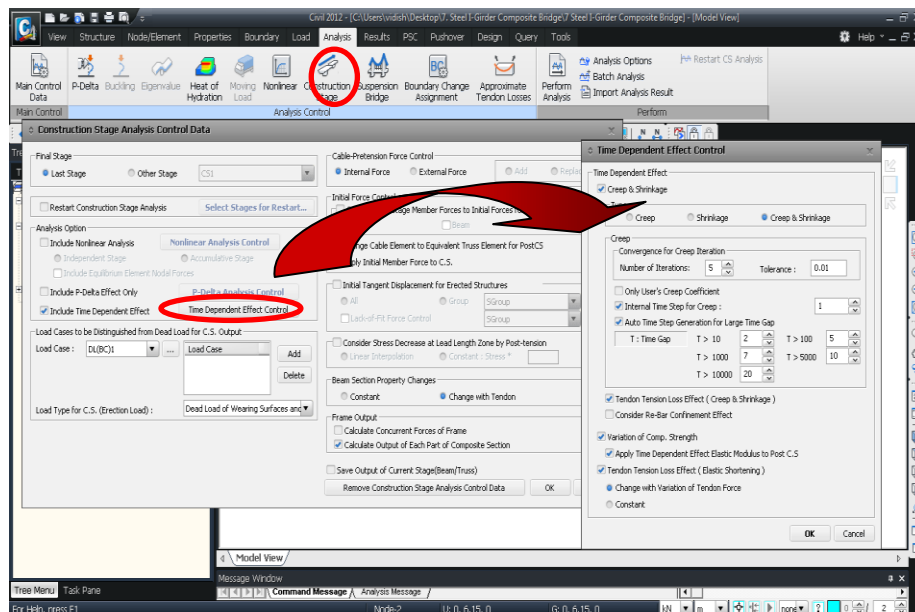 Civil 2012 - [C:\Users\vidish\Desktop\7. Steel I-Girder Composite Bridge\7 Steel I-Girder Composite Bridge] - [Model View]
View Structure Node/Element Properties Boundary Load Analysis Results PSC Pushover Design Query Tools Help
Main Control Data
P-Delta
Buckling
Eigenvalue
Heat of Hydration
Moving Load
Nonlinear
Construction Stage
Suspension Bridge
Boundary Change Assignment
Approximate Tendon Losses
Perform Analysis
Analysis Options
Batch Analysis
Import Analysis Result
Restart CS Analysis
Main Control Analysis Control Perform
Construction Stage Analysis Control Data
Final Stage
Last Stage Other Stage CS1
Restart Construction Stage Analysis Select Stages for Restart...
Analysis Option
Include Nonlinear Analysis Nonlinear Analysis Control
Independent Stage Accumulative Stage
Include Equilibrium Element Nodal Forces
Include P-Delta Effect Only P-Delta Analysis Control
Include Time Dependent Effect Time Dependent Effect Control
Load Cases to be Distinguished from Dead Load for C.S. Output
Load Case : DL(BC)1 ... Load Case Add
Delete
Load Type for C.S. (Erection Load) : Dead Load of Wearing Surfaces and
Cable-Pretension Force Control
Internal Force External Force Add Replac
Initial Force Control
Member Forces to Initial Forces
Beam
Cable Element to Equivalent Truss Element for PostCS
Initial Member Force to C.S.
Initial Tangent Displacement for Erected Structures
All Group SGroup
Lack-of-Fit Force Control SGroup
Consider Stress Decrease at Lead Length Zone by Post-tension
Linear Interpolation Constant : Stress *
Beam Section Property Changes
Constant Change with Tendon
Frame Output
Calculate Concurrent Forces of Frame
Calculate Output of Each Part of Composite Section
Save Output of Current Stage(Beam/Truss)
Remove Construction Stage Analysis Control Data OK
Time Dependent Effect Control
Time Dependent Effect
Creep & Shrinkage
Creep Shrinkage Creep & Shrinkage
Creep
Convergence for Creep Iteration
Number of Iterations: 5 Tolerance : 0.01
Only User's Creep Coefficient
Internal Time Step for Creep : 1
Auto Time Step Generation for Large Time Gap
T : Time Gap T > 10 2 T > 100 5
T > 1000 7 T > 5000 10
T > 10000 20
Tendon Tension Loss Effect ( Creep & Shrinkage )
Consider Re-Bar Confinement Effect
Variation of Comp. Strength
Apply Time Dependent Effect Elastic Modulus to Post C.S
Tendon Tension Loss Effect ( Elastic Shortening )
Change with Variation of Tendon Force
Constant
OK Cancel
Model View
Message Window
Tree Menu Task Pane
Command Message Analysis Message
For Help, press F1 Node-2 U: 0, 6.15, 0 G: 0, 6.15, 0 kN m none 2